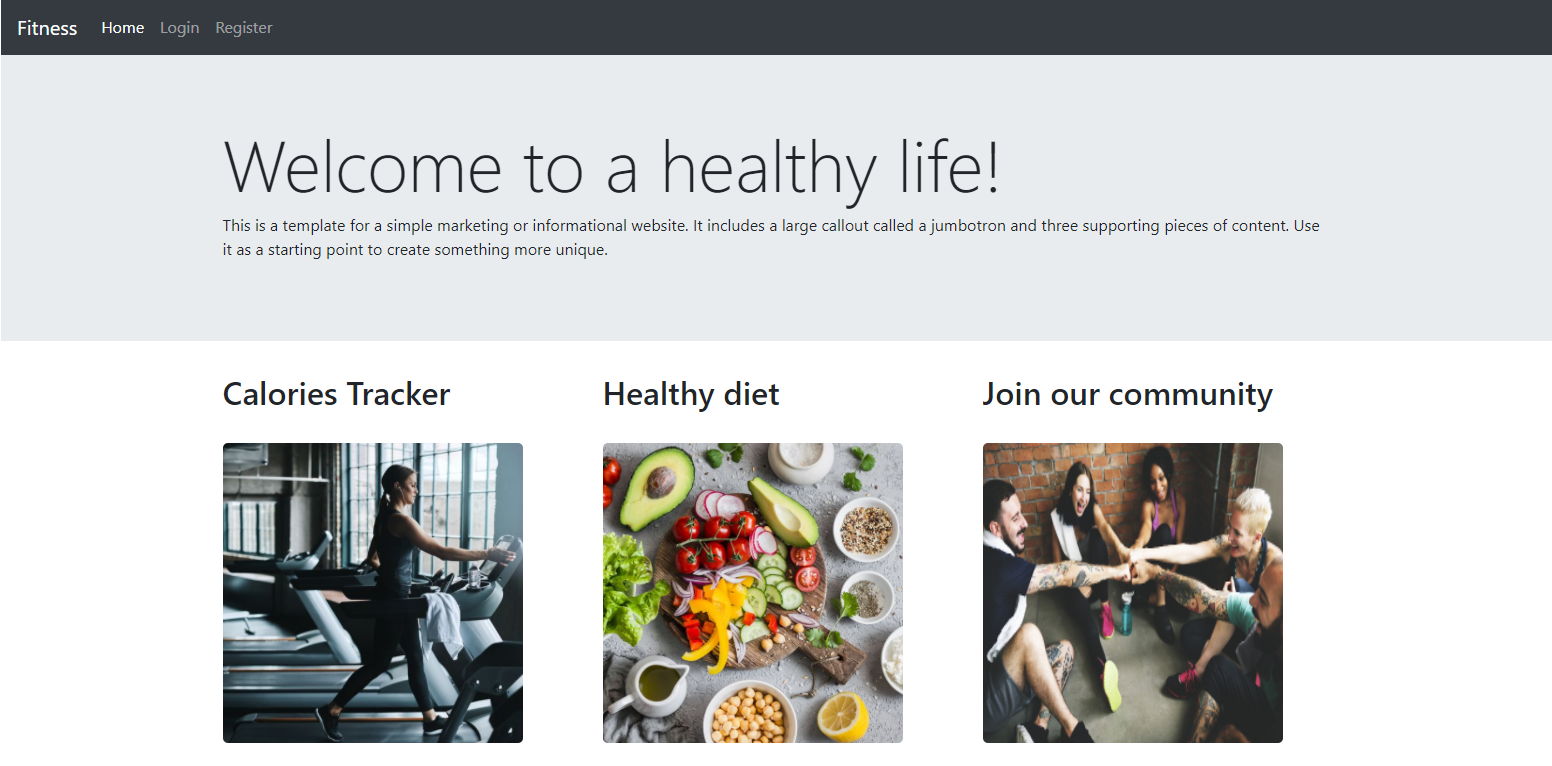 Fitness Home Login Register
Welcome to a healthy life!
This is a template for a simple marketing or informational website. It includes a large callout called a jumbotron and three supporting pieces of content. Use
it as a starting point to create something more unique.
Calories Tracker
Healthy diet
Join our community